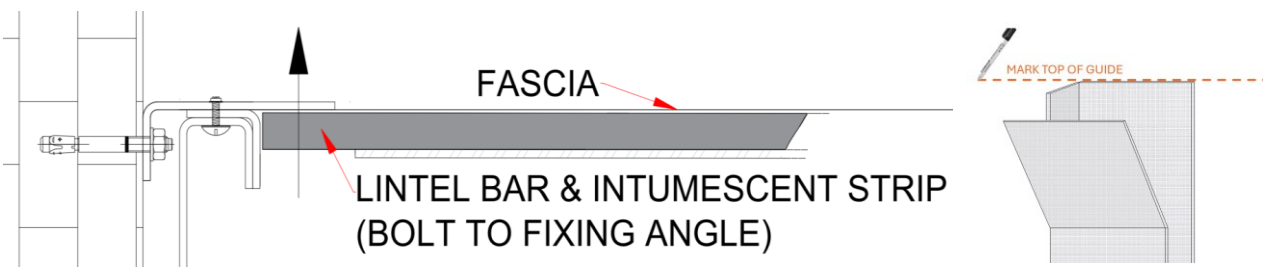 FASCIA
MARK TOP OF GUIDE
LINTEL BAR & INTUMESCENT STRIP
(BOLT TO FIXING ANGLE)